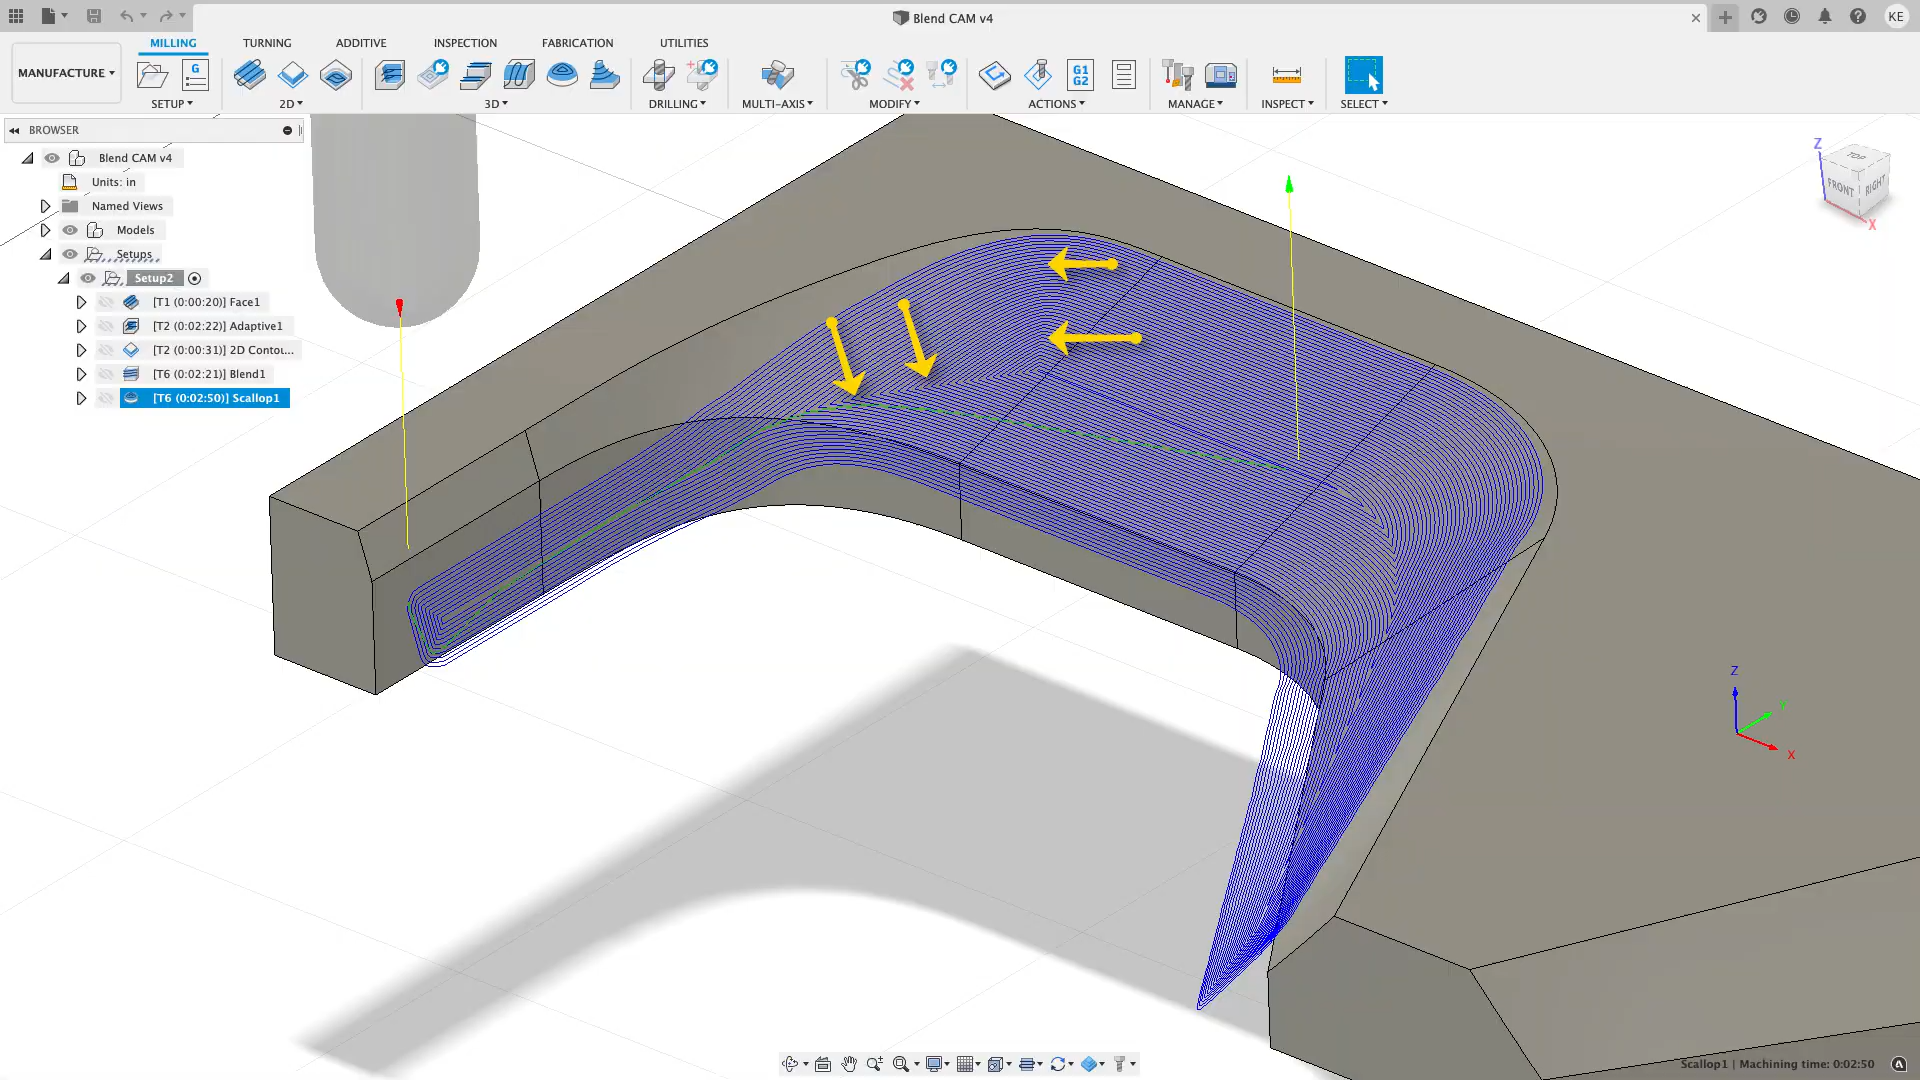 Blend CAM v4
KE
MANUFACTURE
MILLING TURNING ADDITIVE INSPECTION FABRICATION UTILITIES
G
G1
G2
SETUP 2D 3D DRILLING MULTI-AXIS MODIFY ACTIONS MANAGE INSPECT SELECT
BROWSER
Blend CAM v4
Units: in
Named Views
Models
Setups
Setup2
[T1 (0:00:20)] Face1
[T2 (0:02:22)] Adaptive1
[T2 (0:00:31)] 2D Contou...
[T6 (0:02:21)] Blend1
[T6 (0:02:50)] Scallop1
Z
TOP
FRONT
RIGHT
X
Z
Y
X
Scallop1 | Machining time: 0:02:50